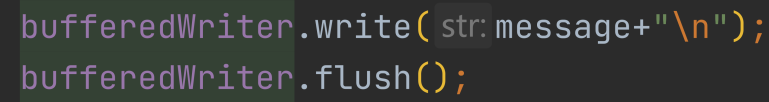 bufferedWriter.write( str: message+"\n");
bufferedWriter.flush();